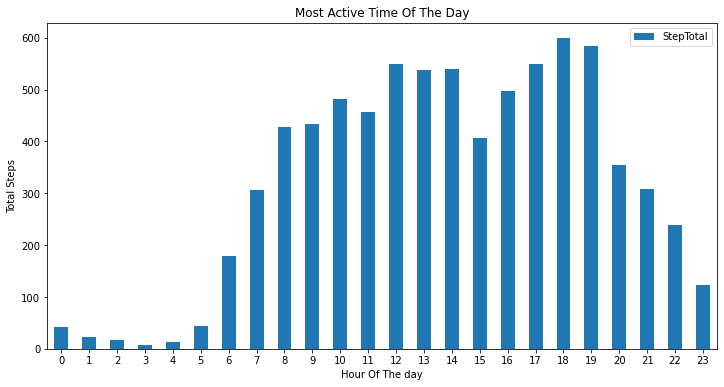 Most Active Time Of The Day
StepTotal
600
500
400
300
200
100
0
Total Steps
0 1 2 3 4 5 6 7 8 9 10 11 12 13 14 15 16 17 18 19 20 21 22 23
Hour Of The day